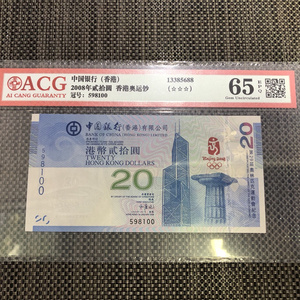 ACG
AI CANG GUARANTY
中国银行（香港）
2008年贰拾圆 香港奥运钞
冠号：598100
13385688
(☆☆☆)
65 EPQ
Gem Uncirculated
中國銀行(香港)有限公司
BANK OF CHINA (HONG KONG) LIMITED
港幣貳拾圓
TWENTY
HONG KONG DOLLARS
20
20
Beijing 2008
598100
598100